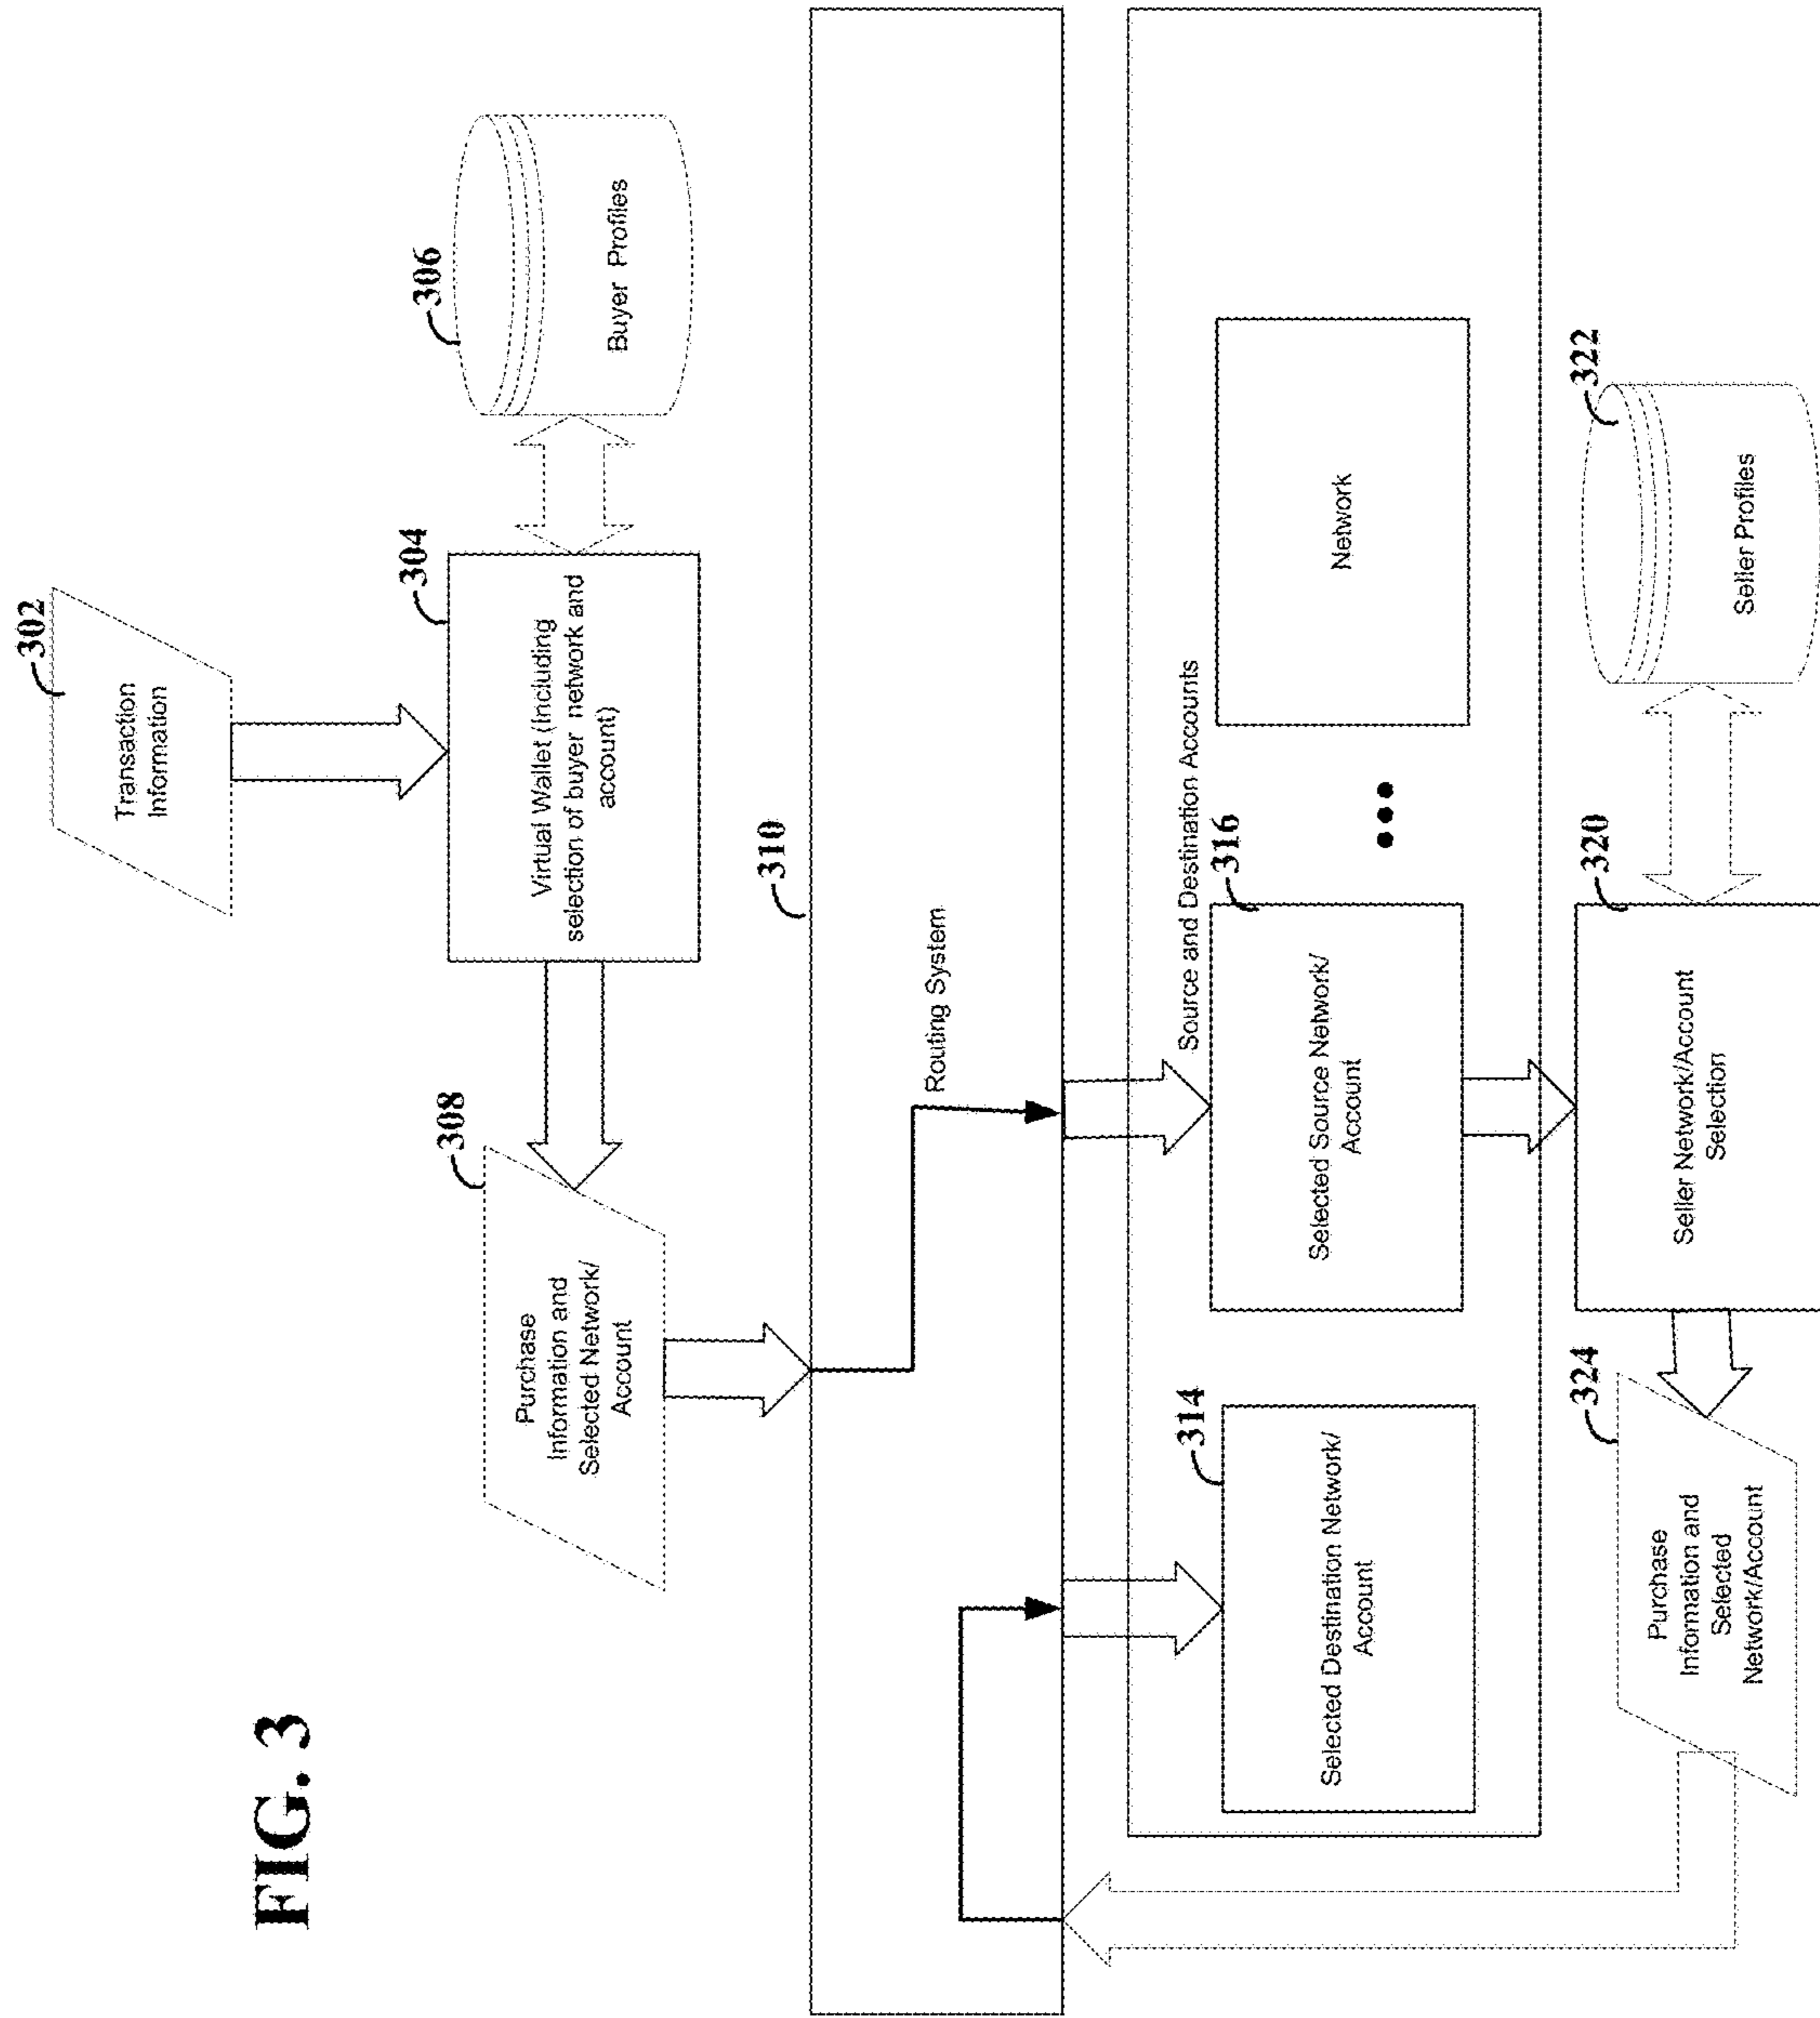 FIG. 3
302
Transaction
Information
304
Virtual Wallet (Including
selection of buyer network and
account)
306
Buyer Profiles
308
Purchase
Information and
Selected Network/
Account
310
Routing System
Source and Destination Accounts
314
Selected Destination Network/
Account
316
Selected Source Network/
Account
•••
Network
320
Seller Network/Account
Selection
322
Seller Profiles
324
Purchase
Information and
Selected
Network/Account